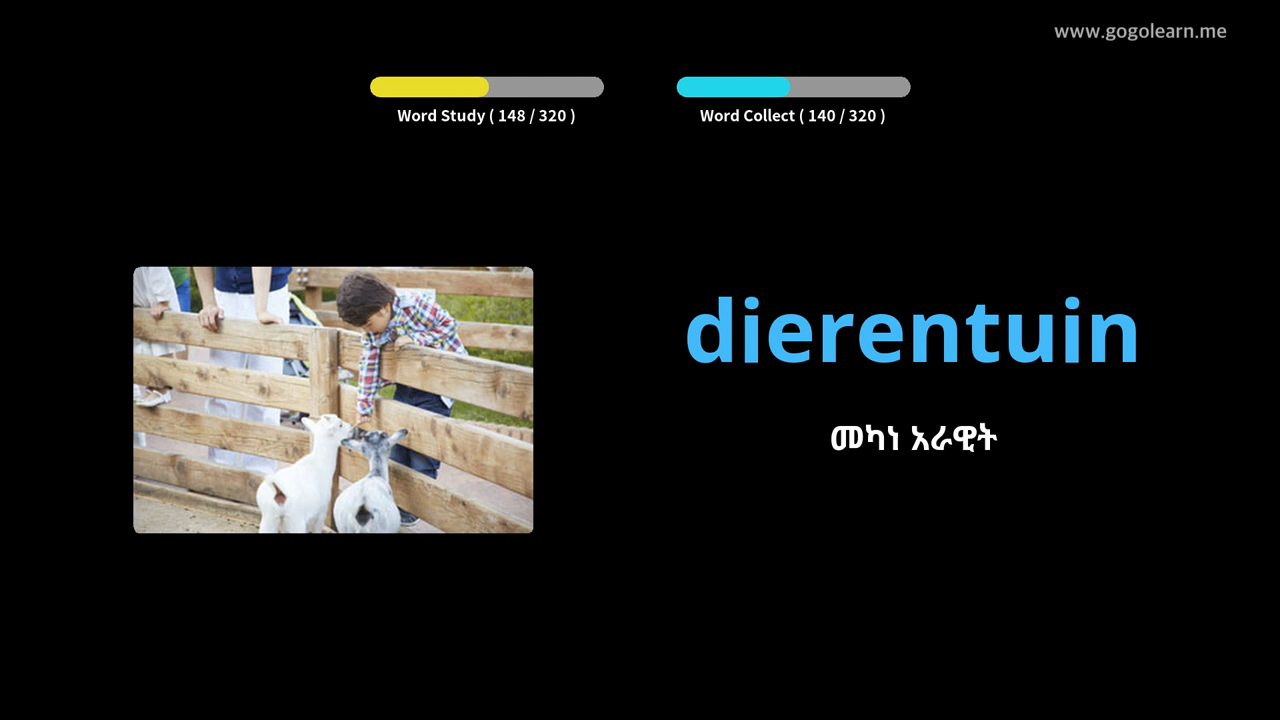 www.gogolearn.me
Word Study ( 148 / 320 )
Word Collect ( 140 / 320 )
dierentuin
መካነ አራዊት